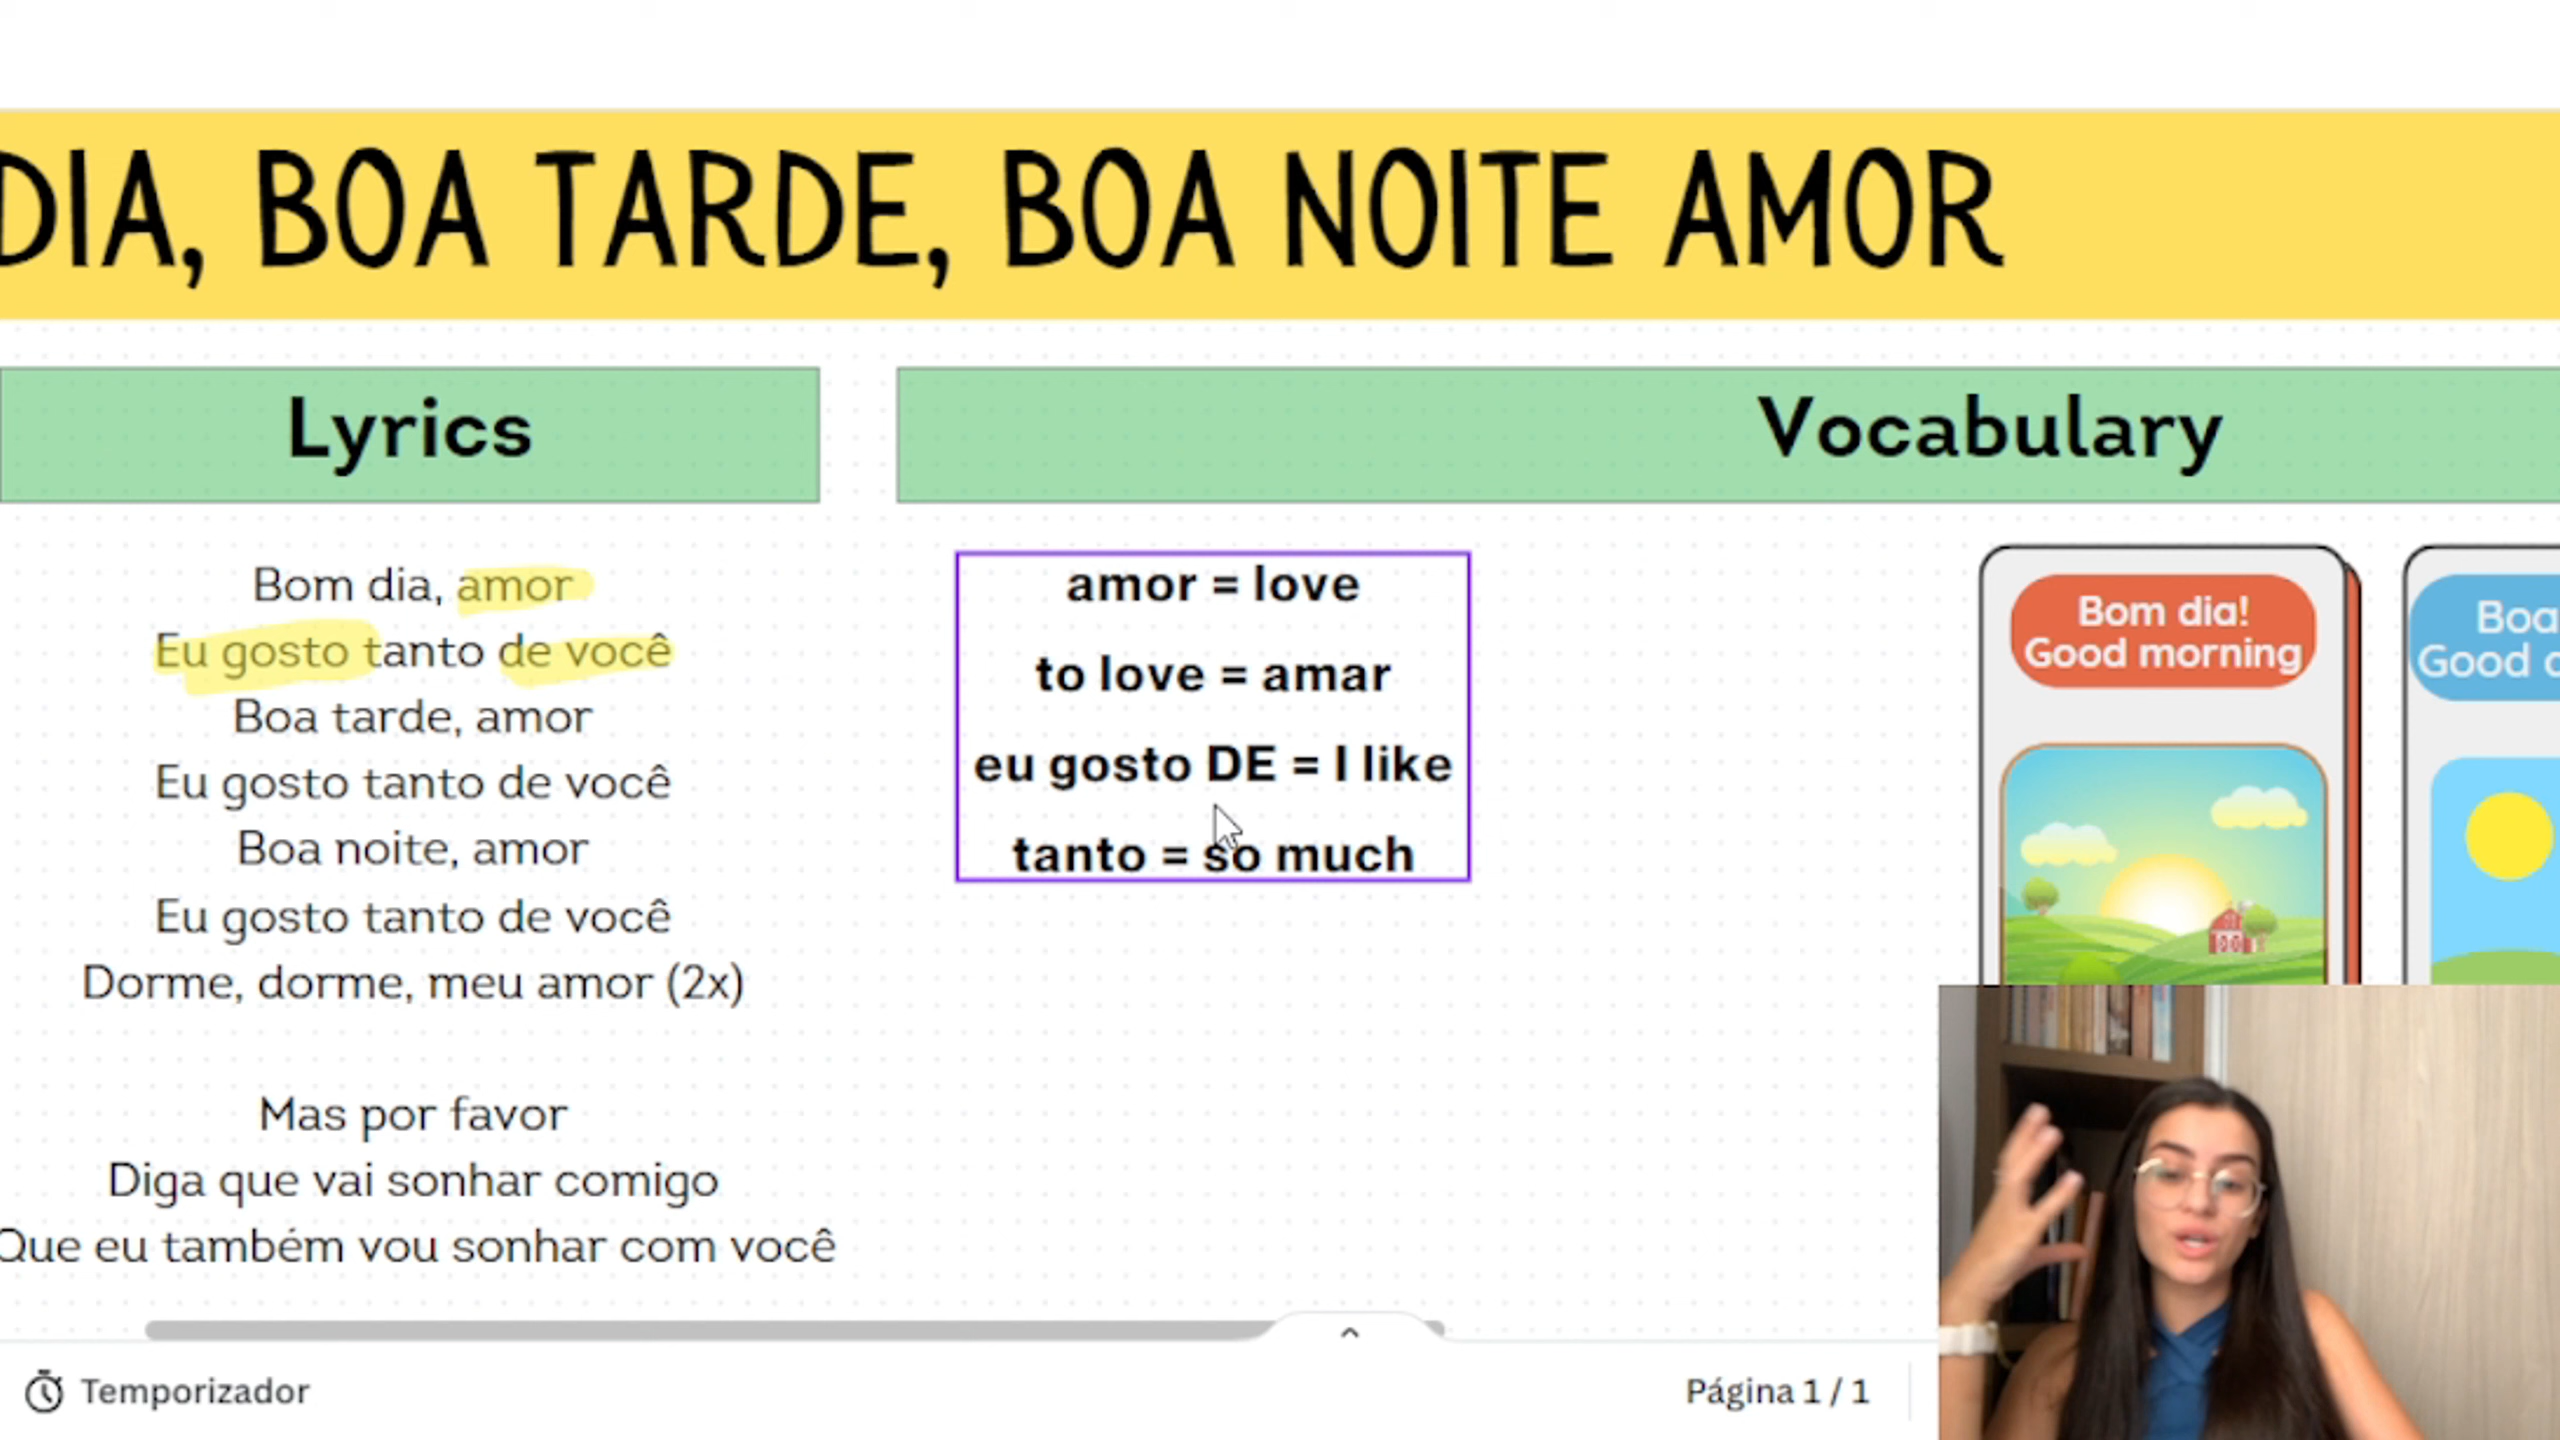 DIA, BOA TARDE, BOA NOITE AMOR
Lyrics
Bom dia, amor
Eu gosto tanto de você
Boa tarde, amor
Eu gosto tanto de você
Boa noite, amor
Eu gosto tanto de você
Dorme, dorme, meu amor (2x)
Mas por favor
Diga que vai sonhar comigo
Que eu também vou sonhar com você
Vocabulary
amor = love
to love = amar
eu gosto DE = I like
tanto = so much
Bom dia!
Good morning
Boa
Good
Temporizador
Página 1 / 1